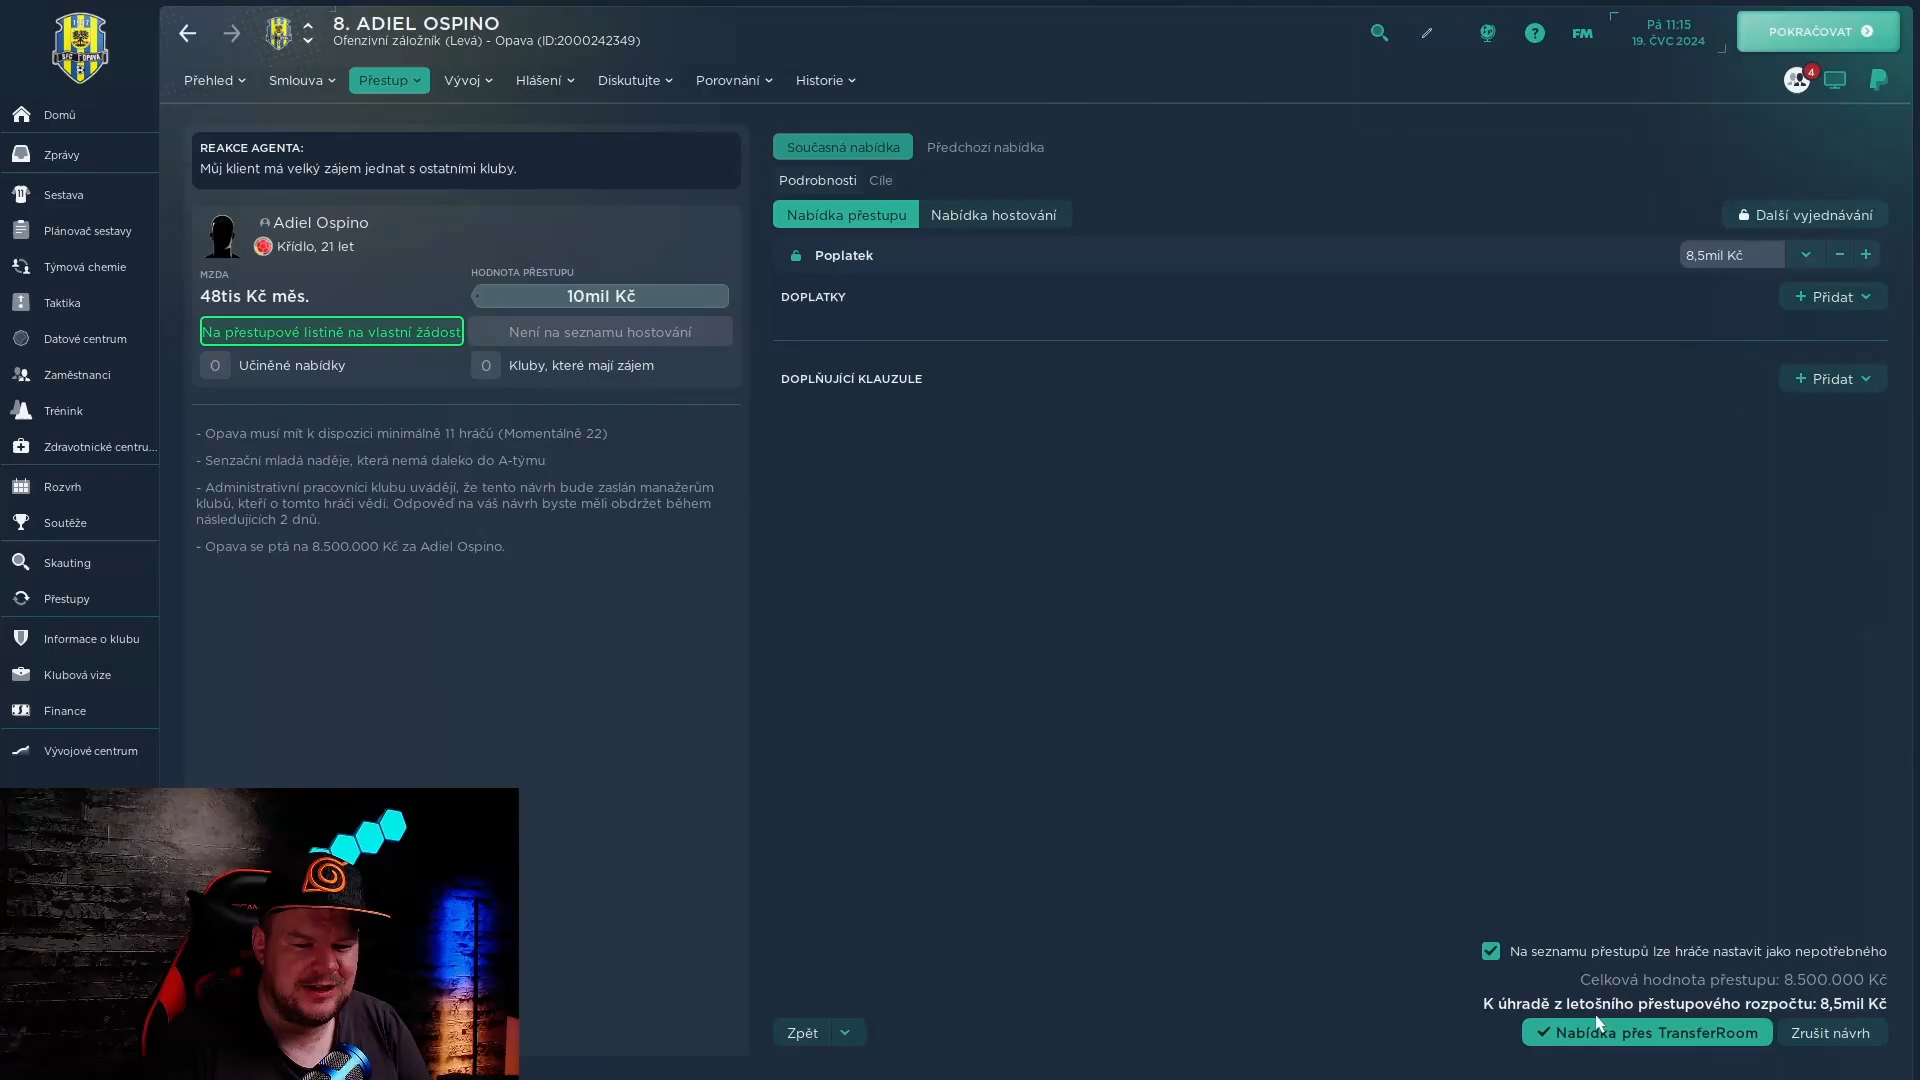 8. ADIEL OSPINO
Ofenzivní záložník (Levá) - Opava (ID:2000242349)
FM
Pá 11:15
19. ČVC 2024
POKRAČOVAT
Přehled
Smlouva
Přestup
Vývoj
Hlášení
Diskutujte
Porovnání
Historie
4
Domů
Zprávy
Sestava
Plánovač sestavy
Týmová chemie
Taktika
Datové centrum
Zaměstnanci
Trénink
Zdravotnické centru...
Rozvrh
Soutěže
Skauting
Přestupy
Informace o klubu
Klubová vize
Finance
Vývojové centrum
REAKCE AGENTA:
Můj klient má velký zájem jednat s ostatními kluby.
Adiel Ospino
Křídlo, 21 let
MZDA
48tis Kč měs.
HODNOTA PŘESTUPU
10mil Kč
Na přestupové listině na vlastní žádost
Není na seznamu hostování
0 Učiněné nabídky
0 Kluby, které mají zájem
- Opava musí mít k dispozici minimálně 11 hráčů (Momentálně 22)
- Senzační mladá naděje, která nemá daleko do A-týmu
- Administrativní pracovníci klubu uvádějí, že tento návrh bude zaslán manažerům
klubů, kteří o tomto hráči vědí. Odpověď na váš návrh byste měli obdržet během
následujících 2 dnů.
- Opava se ptá na 8.500.000 Kč za Adiel Ospino.
Současná nabídka
Předchozí nabídka
Podrobnosti
Cíle
Nabídka přestupu
Nabídka hostování
Další vyjednávání
Poplatek
8,5mil Kč
DOPLATKY
+ Přidat
DOPLŇUJÍCÍ KLAUZULE
+ Přidat
Na seznamu přestupů lze hráče nastavit jako nepotřebného
Celková hodnota přestupu: 8.500.000 Kč
K úhradě z letošního přestupového rozpočtu: 8,5mil Kč
Zpět
Nabídka přes TransferRoom
Zrušit návrh